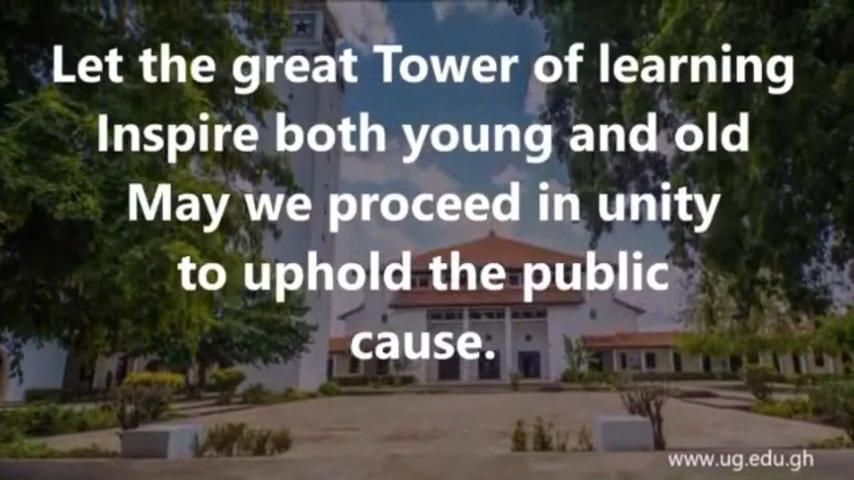 Let the great Tower of learning
Inspire both young and old
May we proceed in unity
to uphold the public
cause.
www.ug.edu.gh